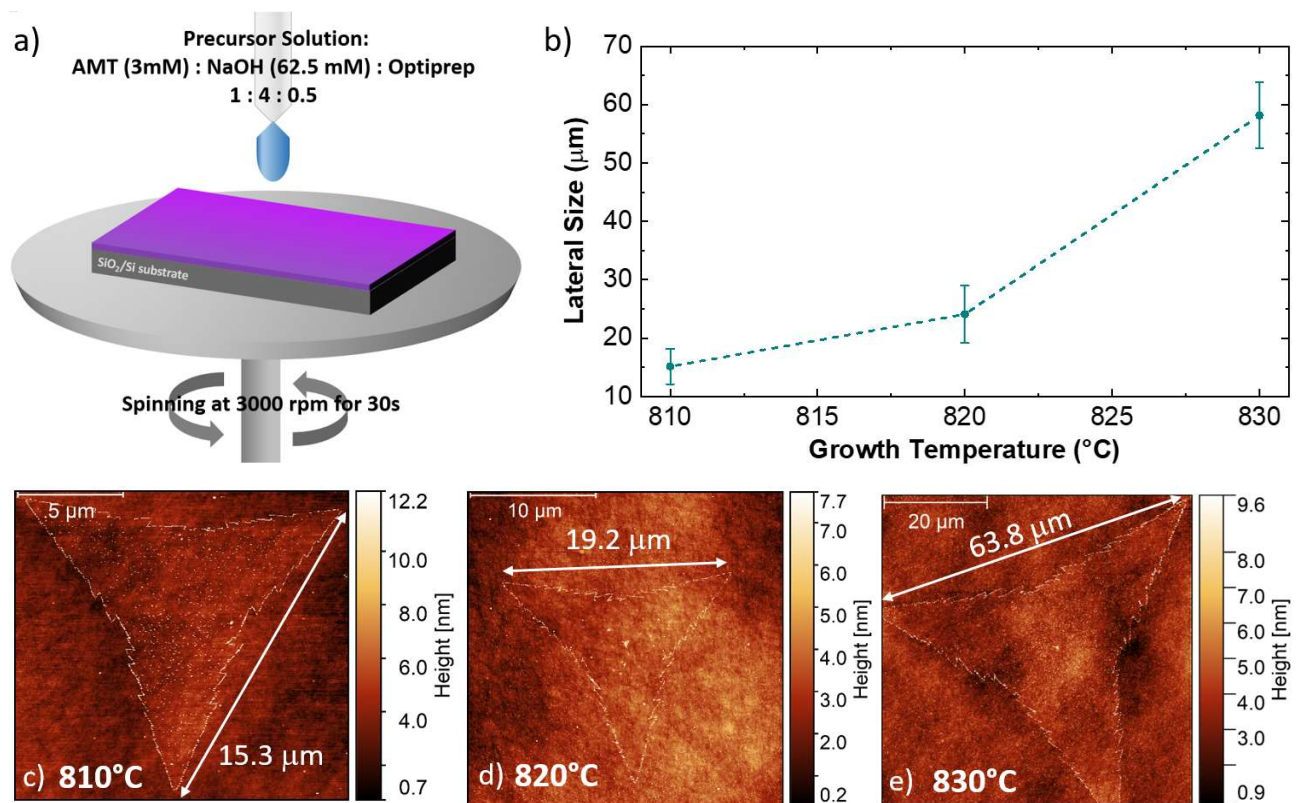 a)
Precursor Solution:
AMT (3mM) : NaOH (62.5 mM) : Optiprep
1 : 4 : 0.5
SiO₂/Si substrate
Spinning at 3000 rpm for 30s
b)
70
60
50
40
30
20
10
Lateral Size (μm)
810
815
820
825
830
Growth Temperature (°C)
5 μm
15.3 μm
c) 810°C
12.2
10.0
8.0
6.0
4.0
0.7
Height [nm]
10 μm
19.2 μm
d) 820°C
7.7
7.0
6.0
5.0
4.0
3.0
2.0
0.2
Height [nm]
20 μm
63.8 μm
e) 830°C
9.6
8.0
7.0
6.0
5.0
4.0
3.0
0.9
Height [nm]